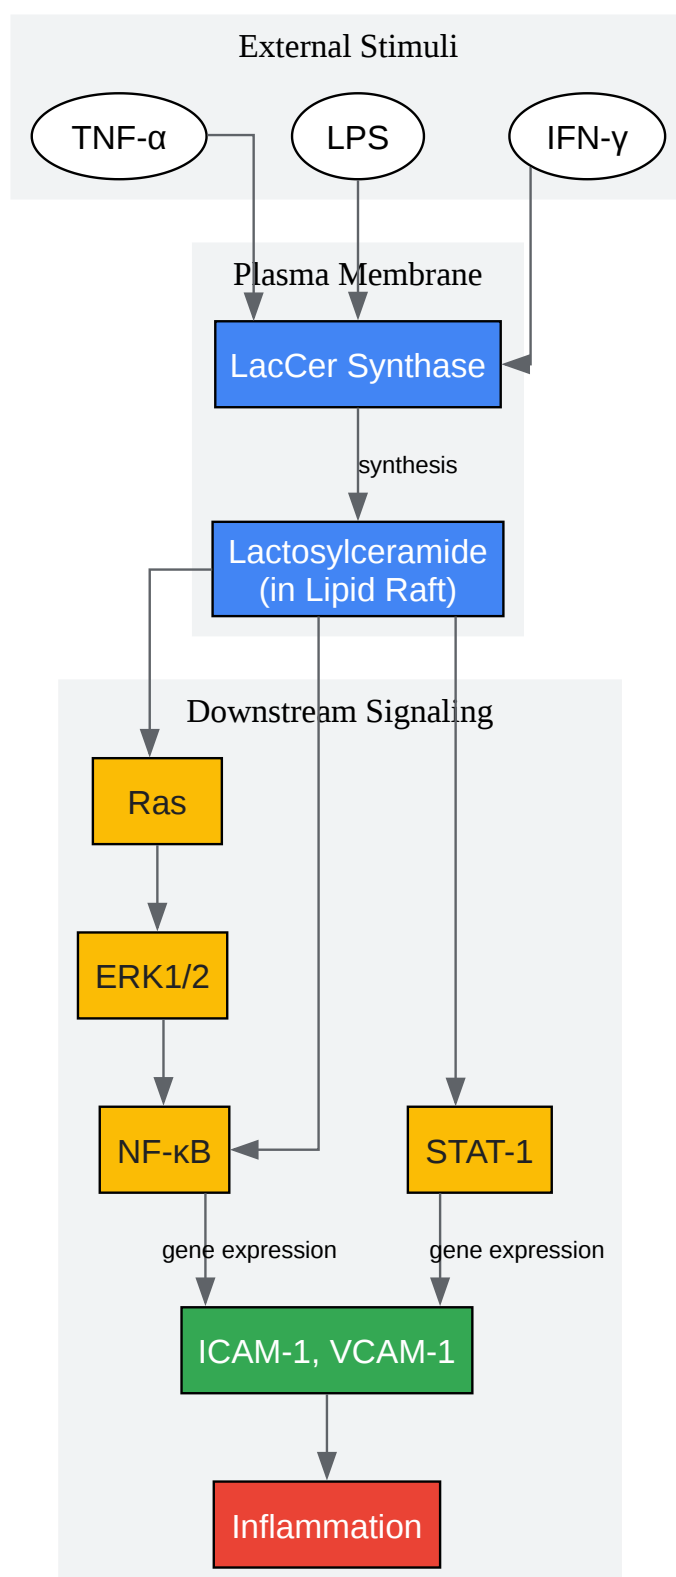 External Stimuli
TNF-α
LPS
IFN-γ
Plasma Membrane
LacCer Synthase
synthesis
Lactosylceramide
(in Lipid Raft)
Downstream Signaling
Ras
ERK1/2
NF-κB
STAT-1
gene expression
gene expression
ICAM-1, VCAM-1
Inflammation